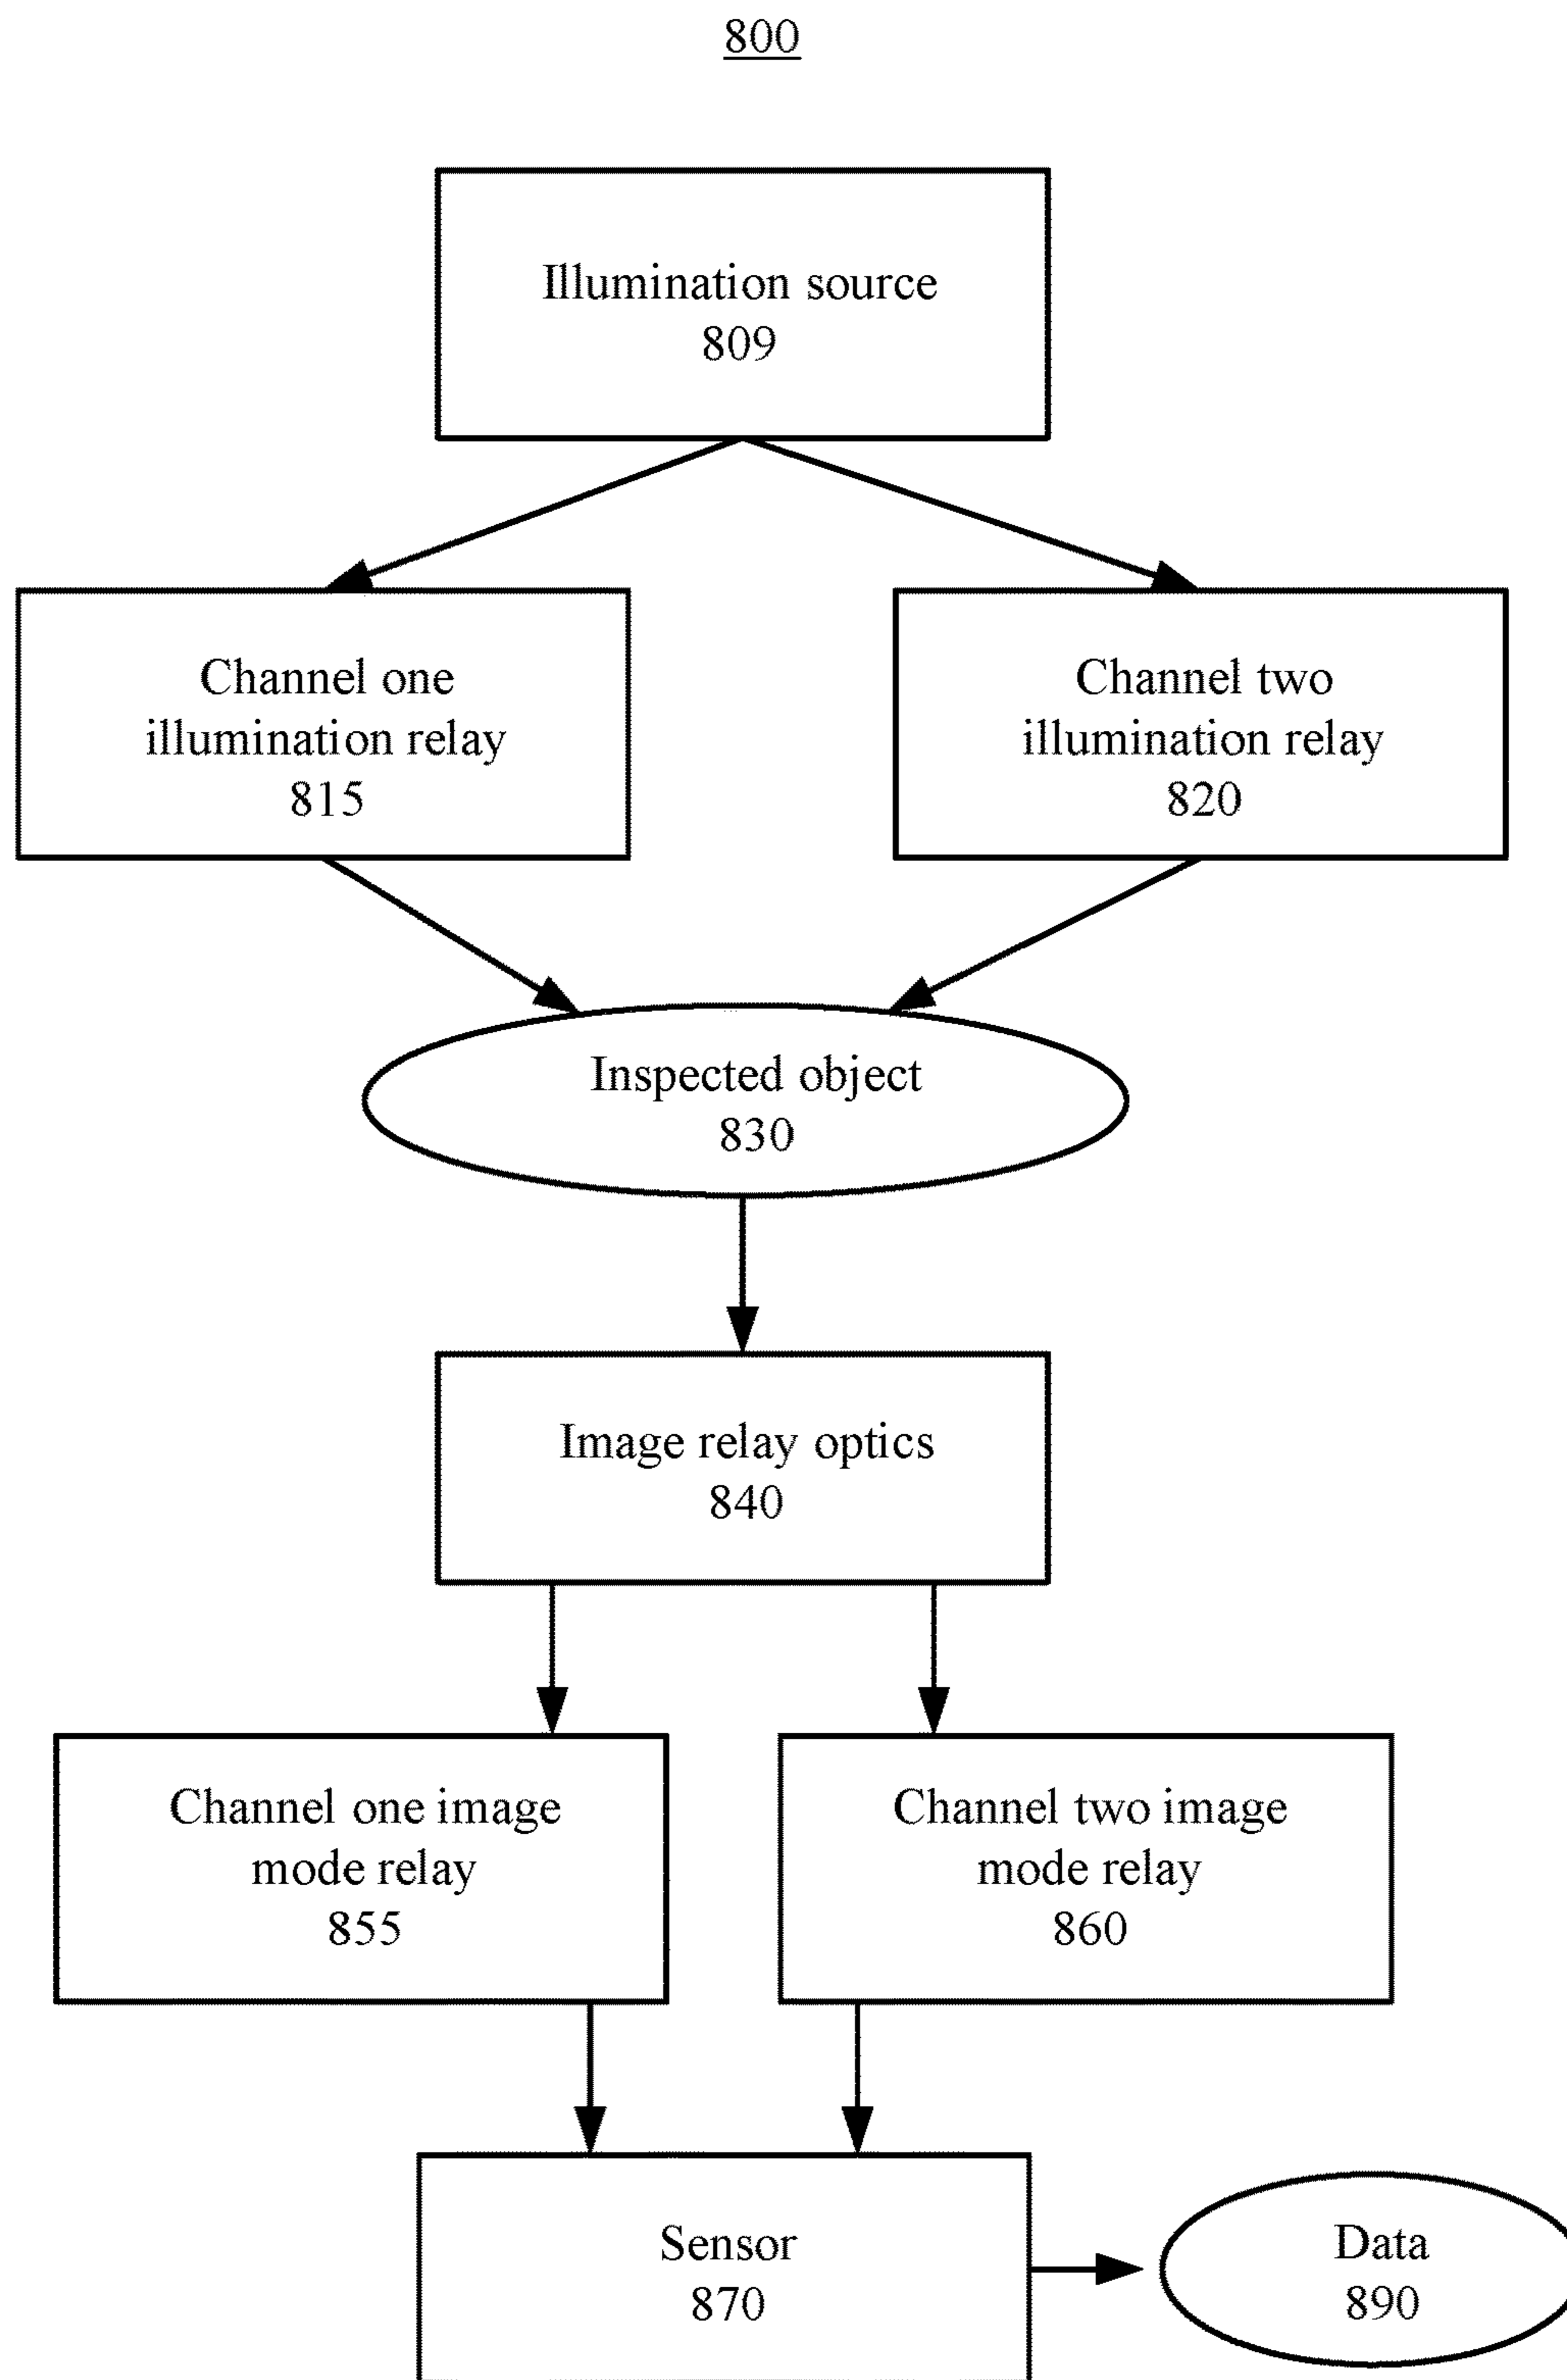 800
Illumination source
809
Channel one
illumination relay
815
Channel two
illumination relay
820
Inspected object
830
Image relay optics
840
Channel one image
mode relay
855
Channel two image
mode relay
860
Sensor
870
Data
890